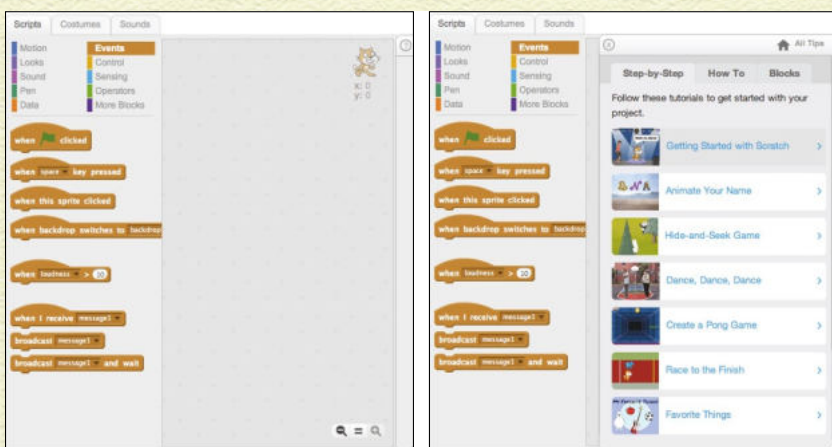 Scripts
Costumes
Sounds
Motion
Events
Looks
Control
Sound
Sensing
Pen
Operators
Data
More Blocks
x: 0
y: 0
when clicked
when space key pressed
when this sprite clicked
when backdrop switches to backdrop
when loudness > 10
when I receive message1
broadcast message1
broadcast message1 and wait
Scripts
Costumes
Sounds
Motion
Events
Looks
Control
Sound
Sensing
Pen
Operators
Data
More Blocks
when clicked
when space key pressed
when this sprite clicked
when backdrop switches to backdrop
when loudness > 10
when I receive message1
broadcast message1
broadcast message1 and wait
All Tips
Step-by-Step
How To
Blocks
Follow these tutorials to get started with your
project.
Getting Started with Scratch
Animate Your Name
Hide-and-Seek Game
Dance, Dance, Dance
Create a Pong Game
Race to the Finish
Favorite Things